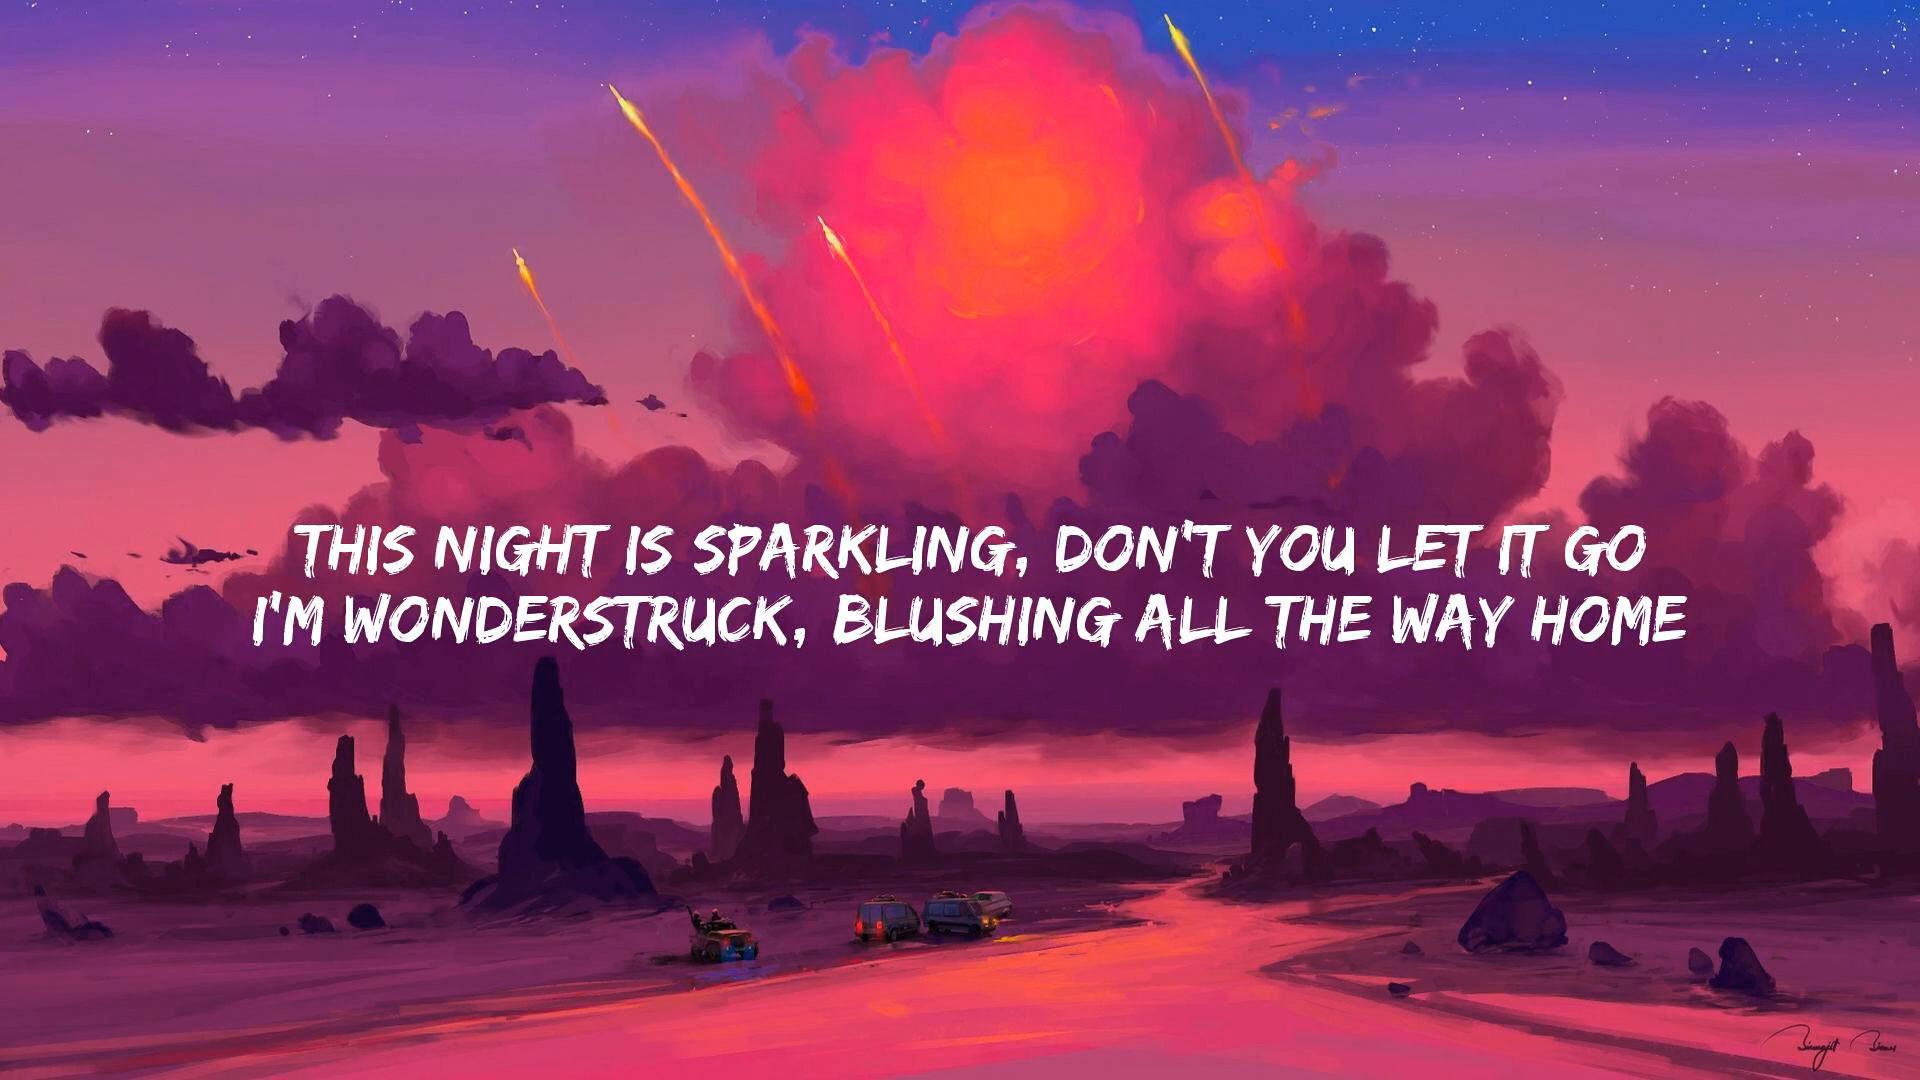 THIS NIGHT IS SPARKLING, DON'T YOU LET IT GO
I'M WONDERSTRUCK, BLUSHING ALL THE WAY HOME